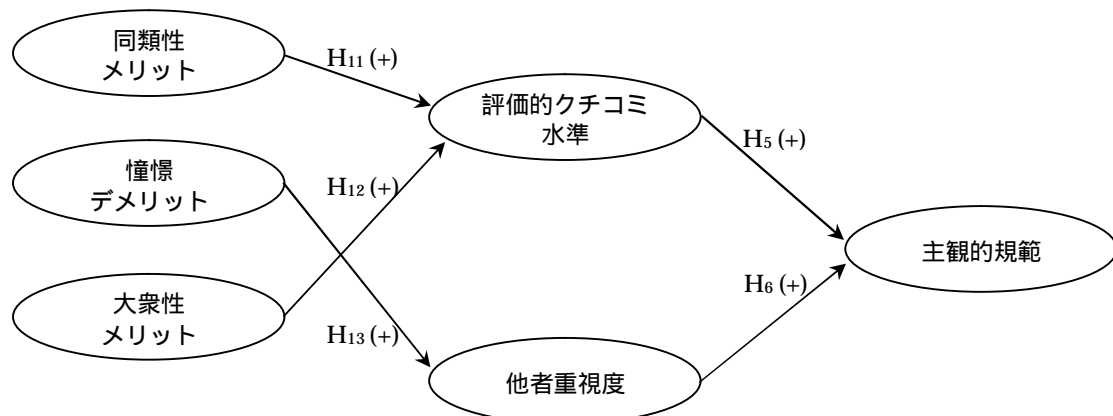 同類性
メリット
H11 (+)
評価的クチコミ
水準
H5 (+)
憧憬
デメリット
H12 (+)
主観的規範
大衆性
メリット
H13 (+)
H6 (+)
他者重視度